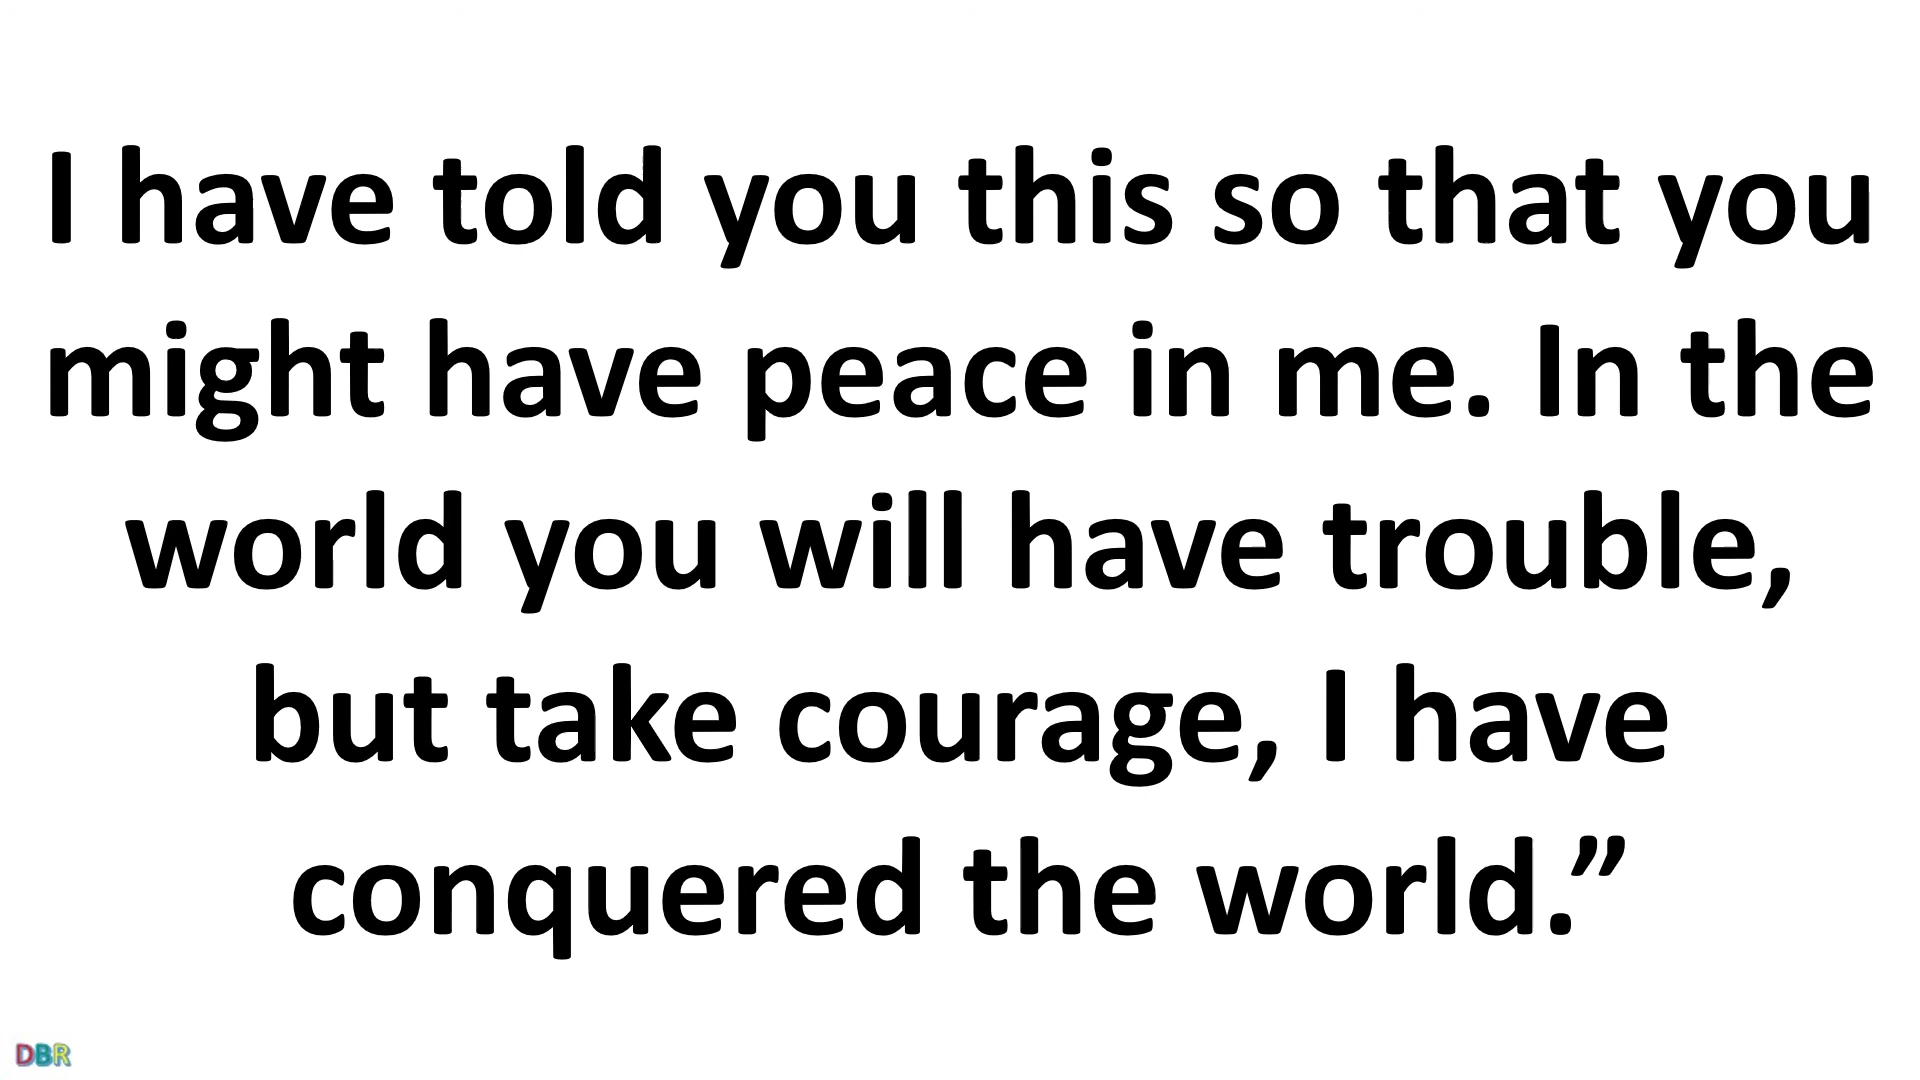 I have told you this so that you
might have peace in me. In the
world you will have trouble,
but take courage, I have
conquered the world.”
DBR